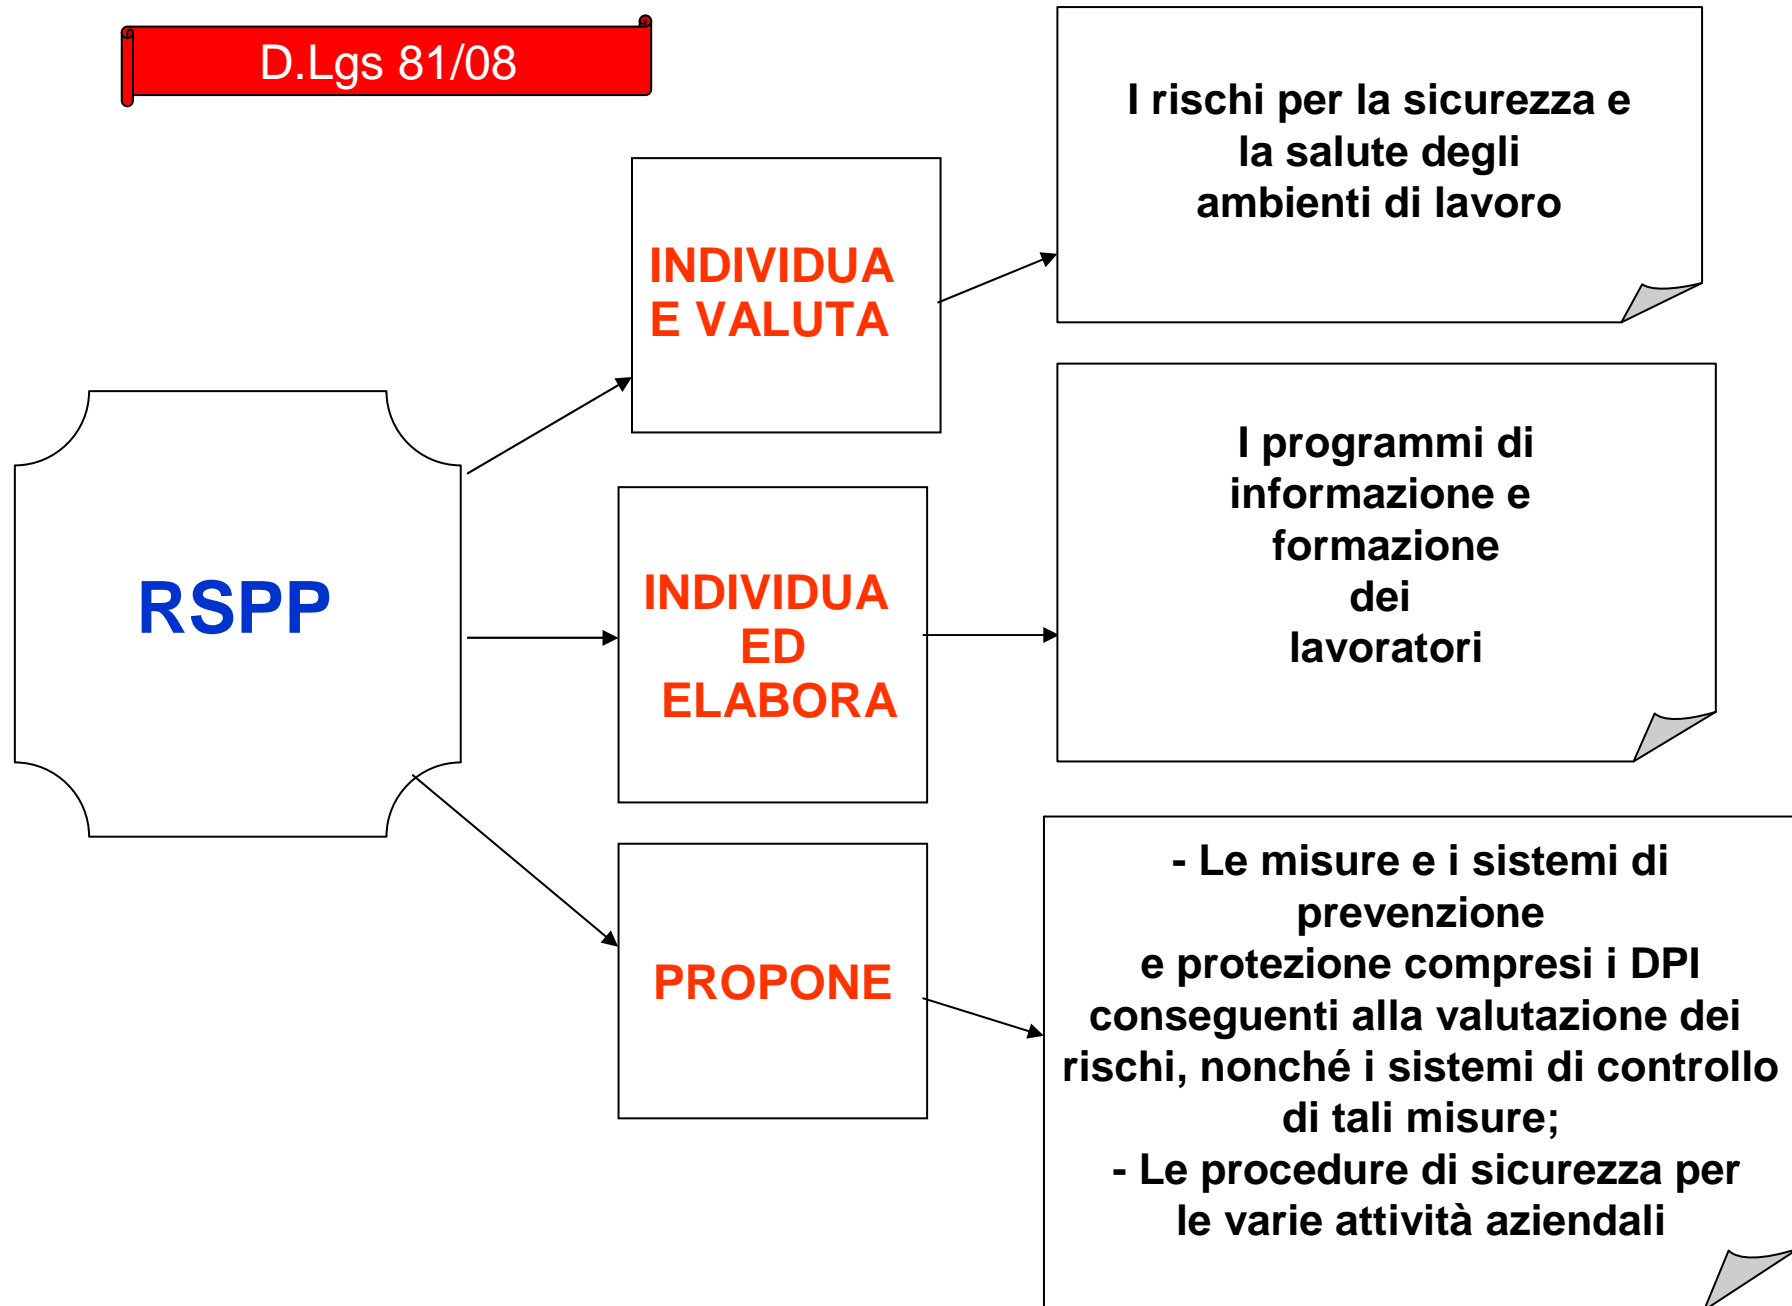 D.Lgs 81/08
I rischi per la sicurezza e
la salute degli
ambienti di lavoro
INDIVIDUA
E VALUTA
I programmi di
informazione e
formazione
dei
lavoratori
RSPP
INDIVIDUA
ED
ELABORA
PROPONE
- Le misure e i sistemi di
prevenzione
e protezione compresi i DPI
conseguenti alla valutazione dei
rischi, nonché i sistemi di controllo
di tali misure;
- Le procedure di sicurezza per
le varie attività aziendali